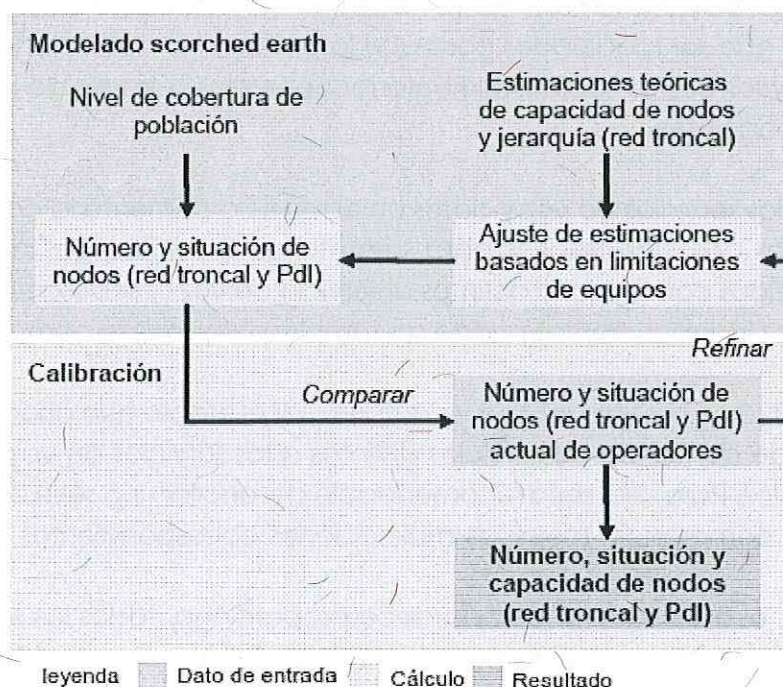 Modelado scorched earth
Nivel de cobertura de
población
Estimaciones teóricas
de capacidad de nodos
y jerarquía (red troncal)
Número y situación de
nodos (red troncal y PdI)
Ajuste de estimaciones
basados en limitaciones
de equipos
Refinar
Calibración
Comparar
Número y situación de
nodos (red troncal y PdI)
actual de operadores
Número, situación y
capacidad de nodos
(red troncal y PdI)
leyenda Dato de entrada Cálculo Resultado